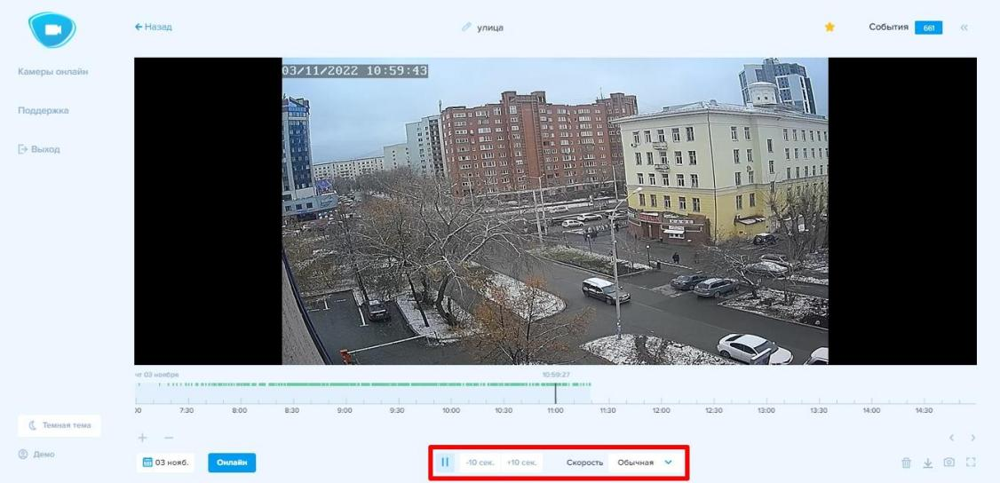 ← Назад
улица
События 661
Камеры онлайн
Поддержка
Выход
03/11/2022 10:59:43
чт 03 ноября
10:59:27
00 7:30 8:00 8:30 9:00 9:30 10:00 10:30 11:00 11:30 12:00 12:30 13:00 13:30 14:00 14:30
Темная тема
Демо
03 нояб.
Онлайн
-10 сек. +10 сек. Скорость Обычная